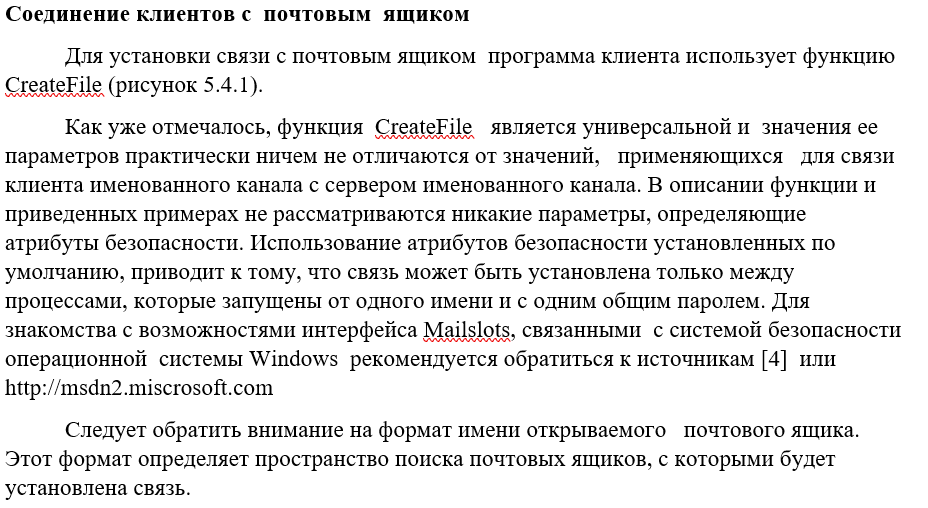 Соединение клиентов с почтовым ящиком
Для установки связи с почтовым ящиком программа клиента использует функцию
CreateFile (рисунок 5.4.1).
Как уже отмечалось, функция CreateFile является универсальной и значения ее
параметров практически ничем не отличаются от значений, применяющихся для связи
клиента именованного канала с сервером именованного канала. В описании функции и
приведенных примерах не рассматриваются никакие параметры, определяющие
атрибуты безопасности. Использование атрибутов безопасности установленных по
умолчанию, приводит к тому, что связь может быть установлена только между
процессами, которые запущены от одного имени и с одним общим паролем. Для
знакомства с возможностями интерфейса Mailslots, связанными с системой безопасности
операционной системы Windows рекомендуется обратиться к источникам [4] или
http://msdn2.miscrosoft.com
Следует обратить внимание на формат имени открываемого почтового ящика.
Этот формат определяет пространство поиска почтовых ящиков, с которыми будет
установлена связь.